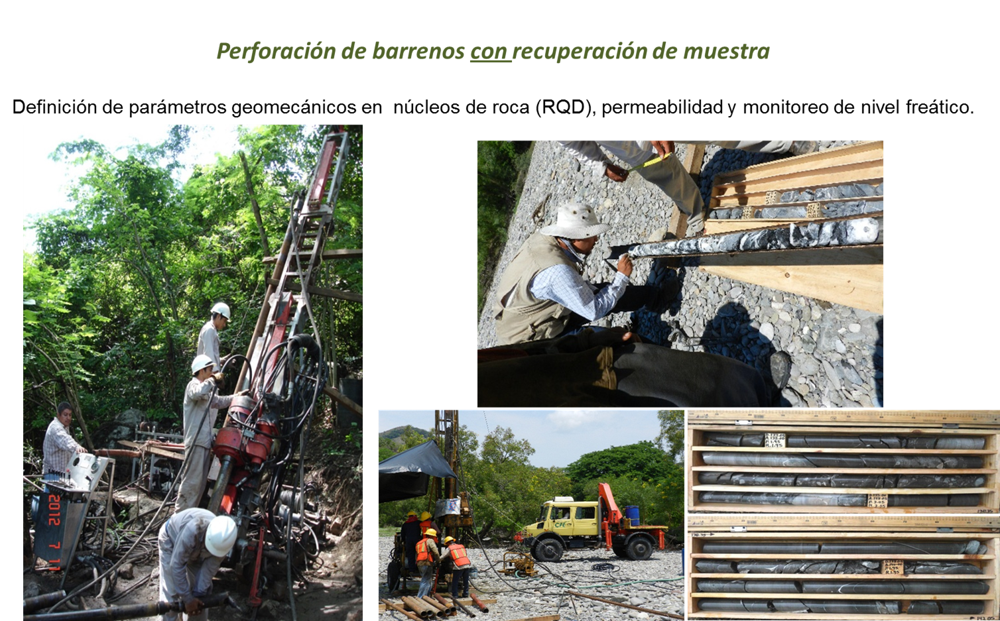 Perforación de barrenos con recuperación de muestra
Definición de parámetros geomecánicos en núcleos de roca (RQD), permeabilidad y monitoreo de nivel freático.
2012 7 11
CFE